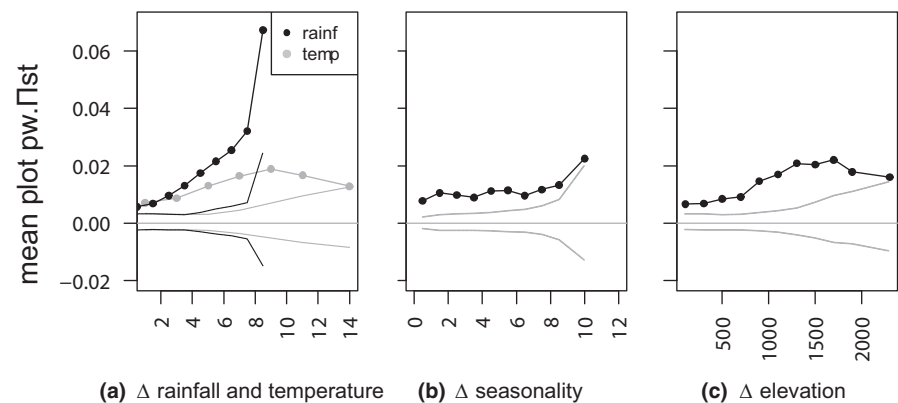 mean plot pw.Πst
0.06
0.04
0.02
0.00
−0.02
rainf
temp
2 4 6 8 10 12 14
0 2 4 6 8 10 12
500 1000 1500 2000
(a) Δ rainfall and temperature
(b) Δ seasonality
(c) Δ elevation